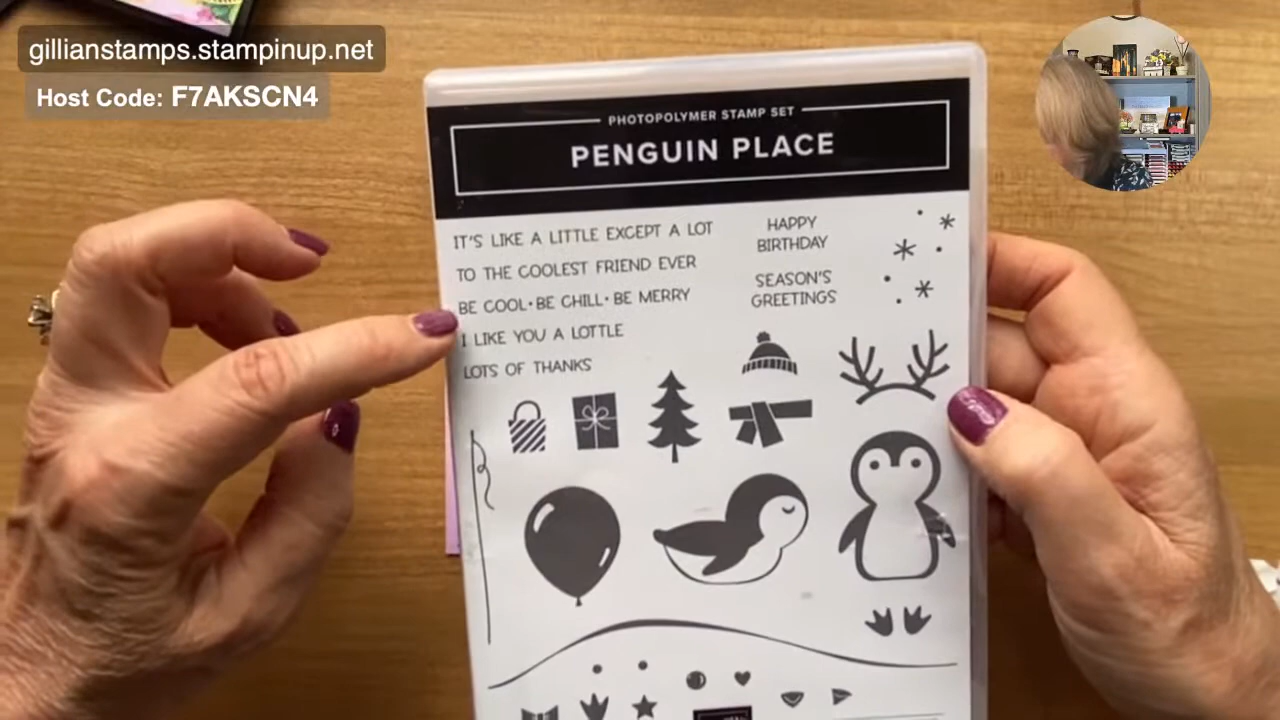 gillianstamps.stampinup.net
Host Code: F7AKSCN4
PHOTOPOLYMER STAMP SET
PENGUIN PLACE
IT'S LIKE A LITTLE EXCEPT A LOT
TO THE COOLEST FRIEND EVER
BE COOL • BE CHILL • BE MERRY
I LIKE YOU A LOTTLE
LOTS OF THANKS
HAPPY
BIRTHDAY
SEASON'S
GREETINGS